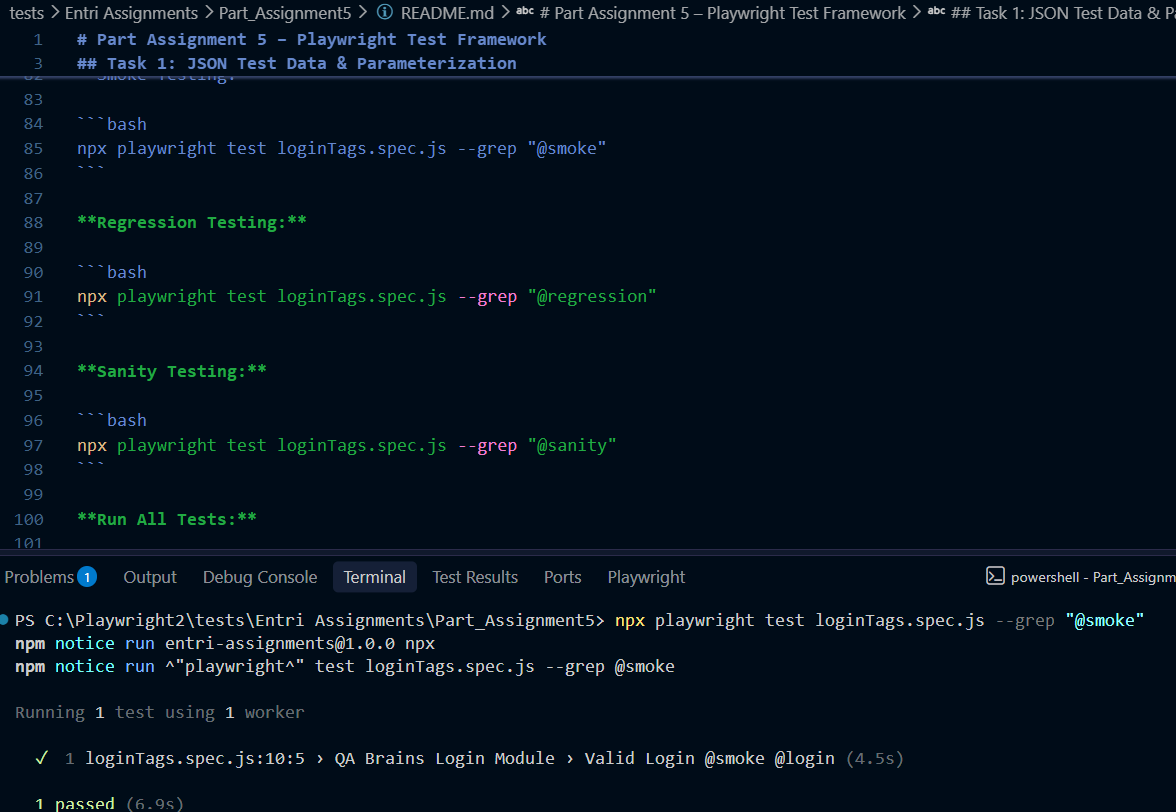 tests > Entri Assignments > Part_Assignment5 > README.md > # Part Assignment 5 – Playwright Test Framework > ## Task 1: JSON Test Data & P
1 # Part Assignment 5 – Playwright Test Framework
3 ## Task 1: JSON Test Data & Parameterization
82 **Smoke Testing:**
83
84 ```bash
85 npx playwright test loginTags.spec.js --grep "@smoke"
86 ```
87
88 **Regression Testing:**
89
90 ```bash
91 npx playwright test loginTags.spec.js --grep "@regression"
92 ```
93
94 **Sanity Testing:**
95
96 ```bash
97 npx playwright test loginTags.spec.js --grep "@sanity"
98 ```
99
100 **Run All Tests:**
101
Problems 1 Output Debug Console Terminal Test Results Ports Playwright powershell - Part_Assignm
PS C:\Playwright2\tests\Entri Assignments\Part_Assignment5> npx playwright test loginTags.spec.js --grep "@smoke"
npm notice run entri-assignments@1.0.0 npx
npm notice run ^"playwright^" test loginTags.spec.js --grep @smoke
Running 1 test using 1 worker
✓ 1 loginTags.spec.js:10:5 › QA Brains Login Module › Valid Login @smoke @login (4.5s)
1 passed (6.9s)